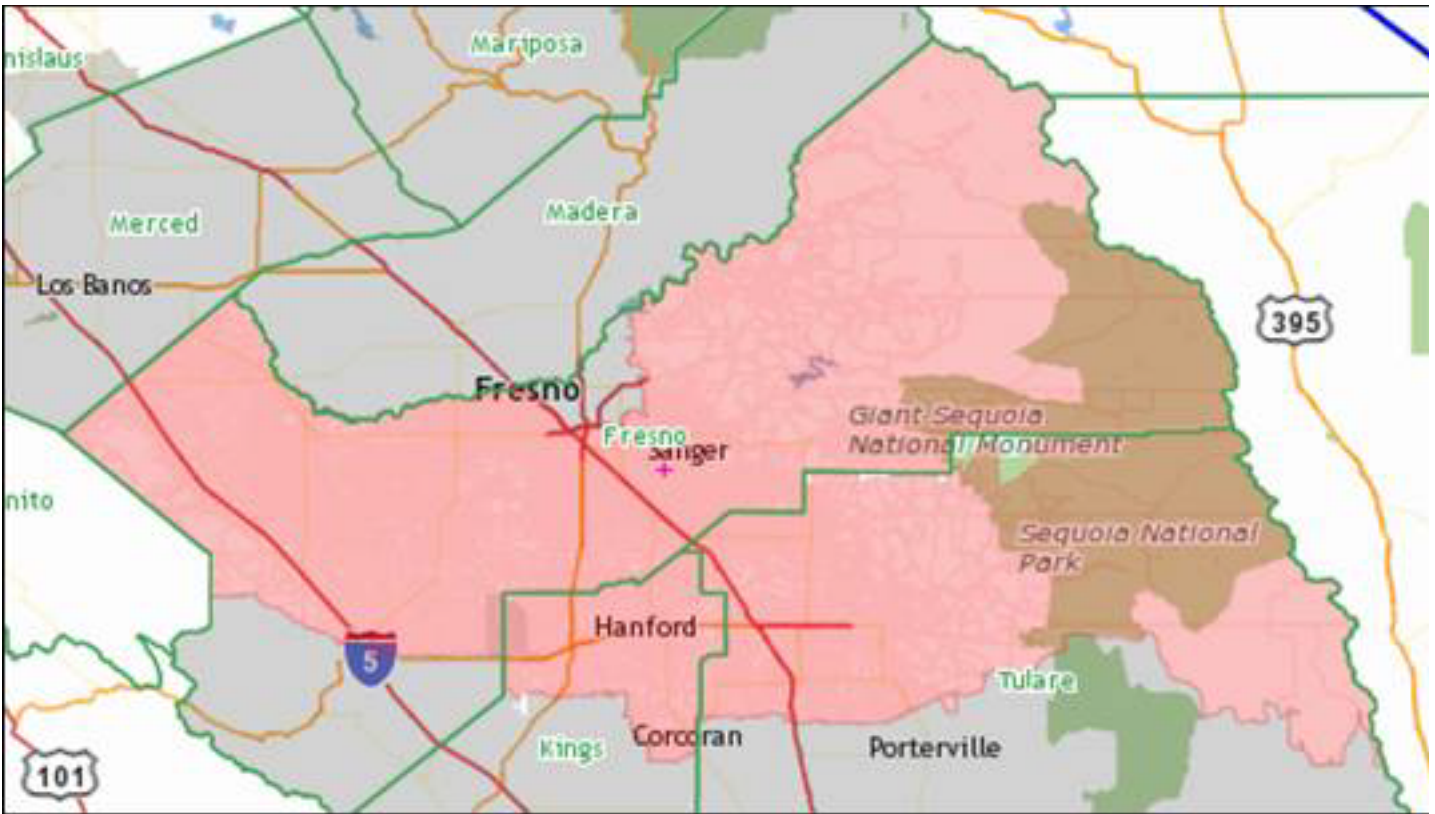 Mariposa
nislaus
Merced
Madera
Los Banos
395
Fresno
Giant Sequoia
National Monument
Fresno
Sanger
nito
Sequoia National
Park
Hanford
5
Tulare
Kings
Corcoran
Porterville
101